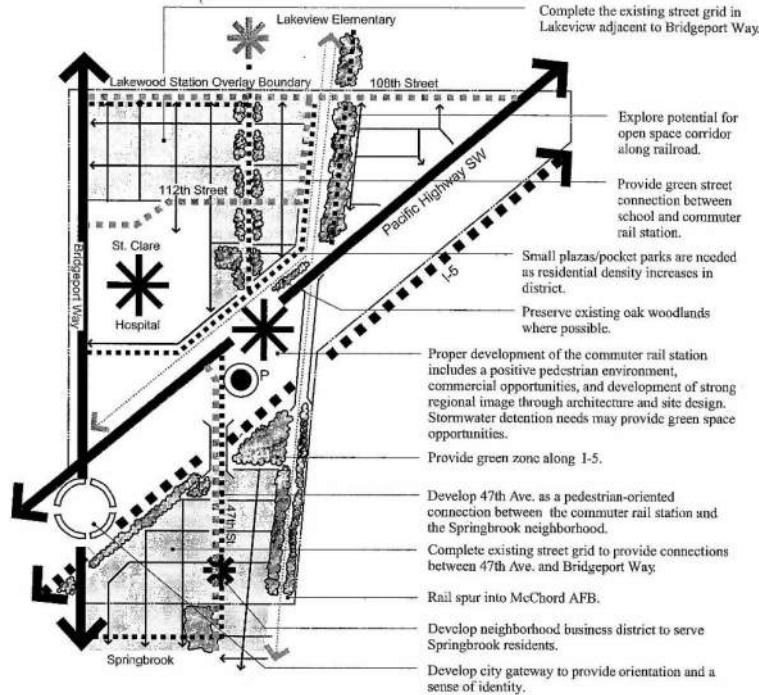 Lakeview Elementary
Complete the existing street grid in
Lakeview adjacent to Bridgeport Way.
Lakewood Station Overlay Boundary
108th Street
Explore potential for
open space corridor
along railroad.
Pacific Highway SW
112th Street
Provide green street
connection between
school and commuter
rail station.
St. Clare
Hospital
Bridgeport Way
I-5
Small plazas/pocket parks are needed
as residential density increases in
district.
Preserve existing oak woodlands
where possible.
P
Proper development of the commuter rail station
includes a positive pedestrian environment,
commercial opportunities, and development of strong
regional image through architecture and site design.
Stormwater detention needs may provide green space
opportunities.
Provide green zone along I-5.
47th St
Develop 47th Ave. as a pedestrian-oriented
connection between the commuter rail station and
the Springbrook neighborhood.
Complete existing street grid to provide connections
between 47th Ave. and Bridgeport Way.
Rail spur into McChord AFB.
Develop neighborhood business district to serve
Springbrook residents.
Springbrook
Develop city gateway to provide orientation and a
sense of identity.